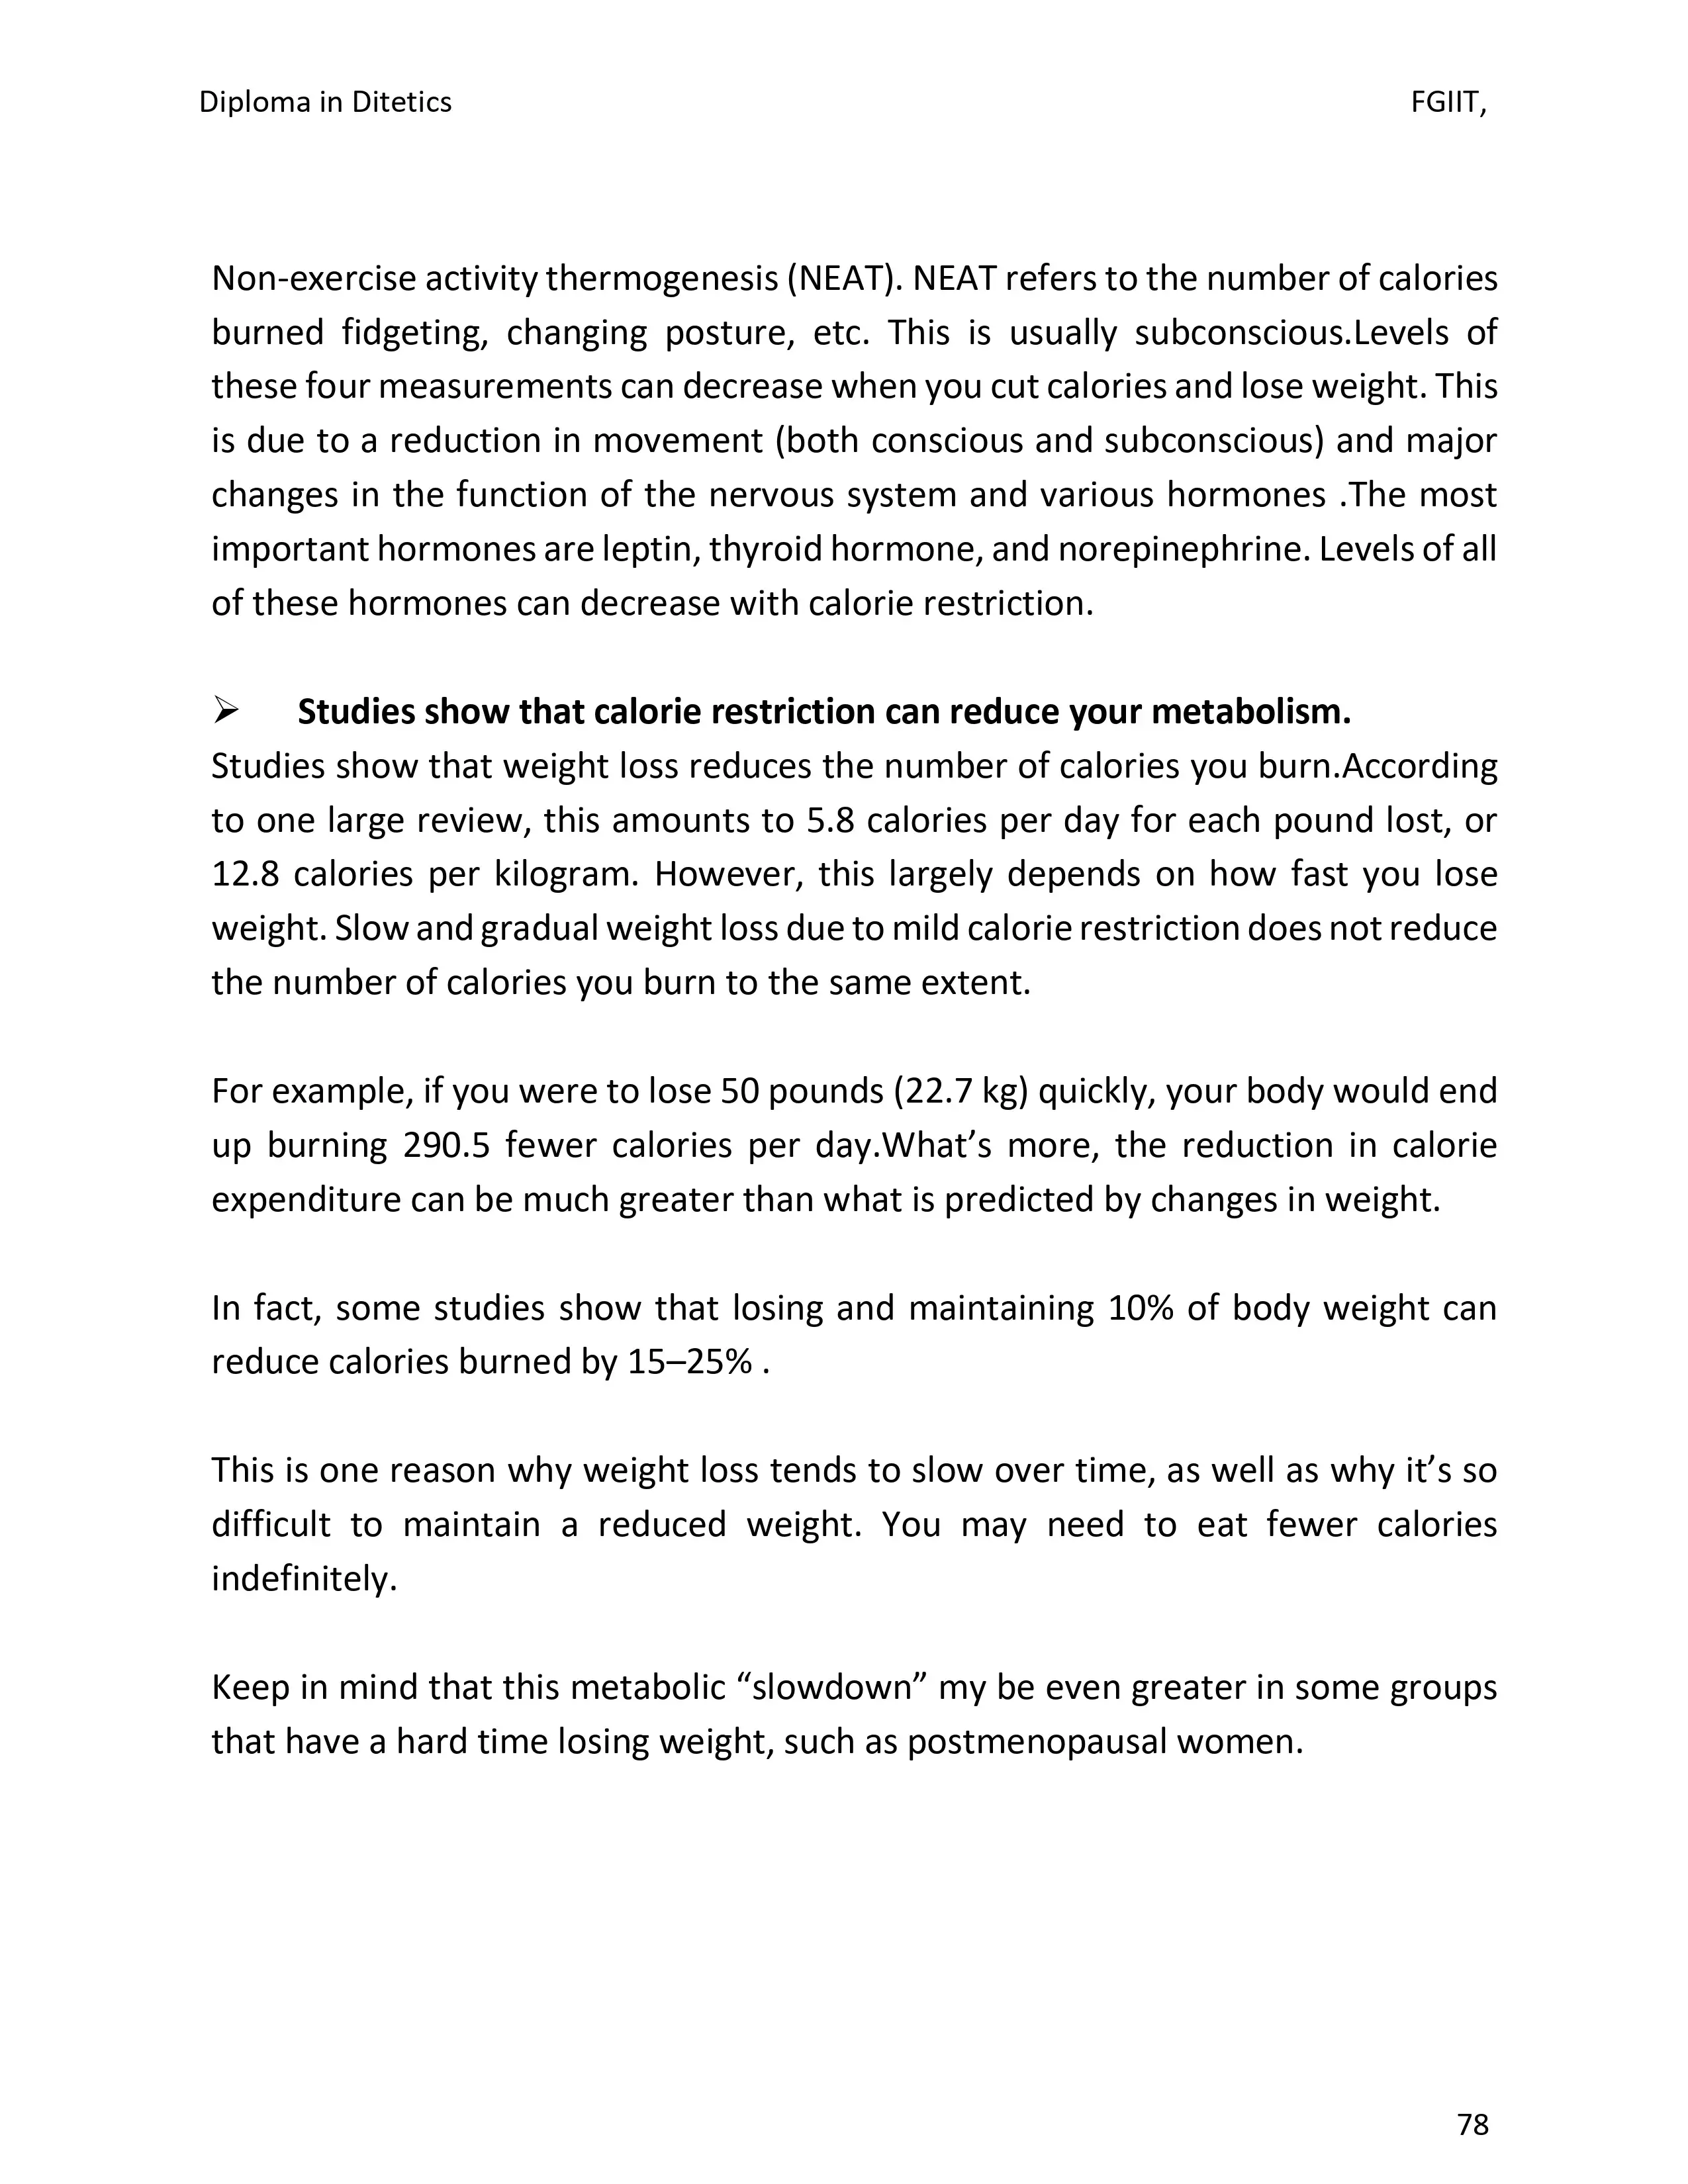 Diploma in Ditetics FGIIT,
Non-exercise activity thermogenesis (NEAT). NEAT refers to the number of calories
burned fidgeting, changing posture, etc. This is usually subconscious.Levels of
these four measurements can decrease when you cut calories and lose weight. This
is due to a reduction in movement (both conscious and subconscious) and major
changes in the function of the nervous system and various hormones .The most
important hormones are leptin, thyroid hormone, and norepinephrine. Levels of all
of these hormones can decrease with calorie restriction.
➢ Studies show that calorie restriction can reduce your metabolism.
Studies show that weight loss reduces the number of calories you burn.According
to one large review, this amounts to 5.8 calories per day for each pound lost, or
12.8 calories per kilogram. However, this largely depends on how fast you lose
weight. Slow and gradual weight loss due to mild calorie restriction does not reduce
the number of calories you burn to the same extent.
For example, if you were to lose 50 pounds (22.7 kg) quickly, your body would end
up burning 290.5 fewer calories per day.What’s more, the reduction in calorie
expenditure can be much greater than what is predicted by changes in weight.
In fact, some studies show that losing and maintaining 10% of body weight can
reduce calories burned by 15–25% .
This is one reason why weight loss tends to slow over time, as well as why it’s so
difficult to maintain a reduced weight. You may need to eat fewer calories
indefinitely.
Keep in mind that this metabolic “slowdown” my be even greater in some groups
that have a hard time losing weight, such as postmenopausal women.
78